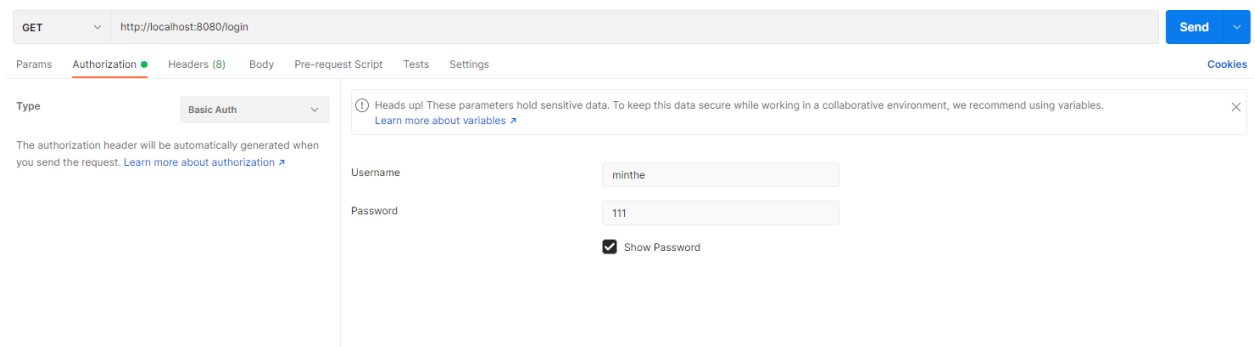 GET http://localhost:8080/login Send
Params Authorization Headers (8) Body Pre-request Script Tests Settings Cookies
Type Basic Auth
The authorization header will be automatically generated when
you send the request. Learn more about authorization ↗
Heads up! These parameters hold sensitive data. To keep this data secure while working in a collaborative environment, we recommend using variables.
Learn more about variables ↗
Username minthe
Password 111
Show Password